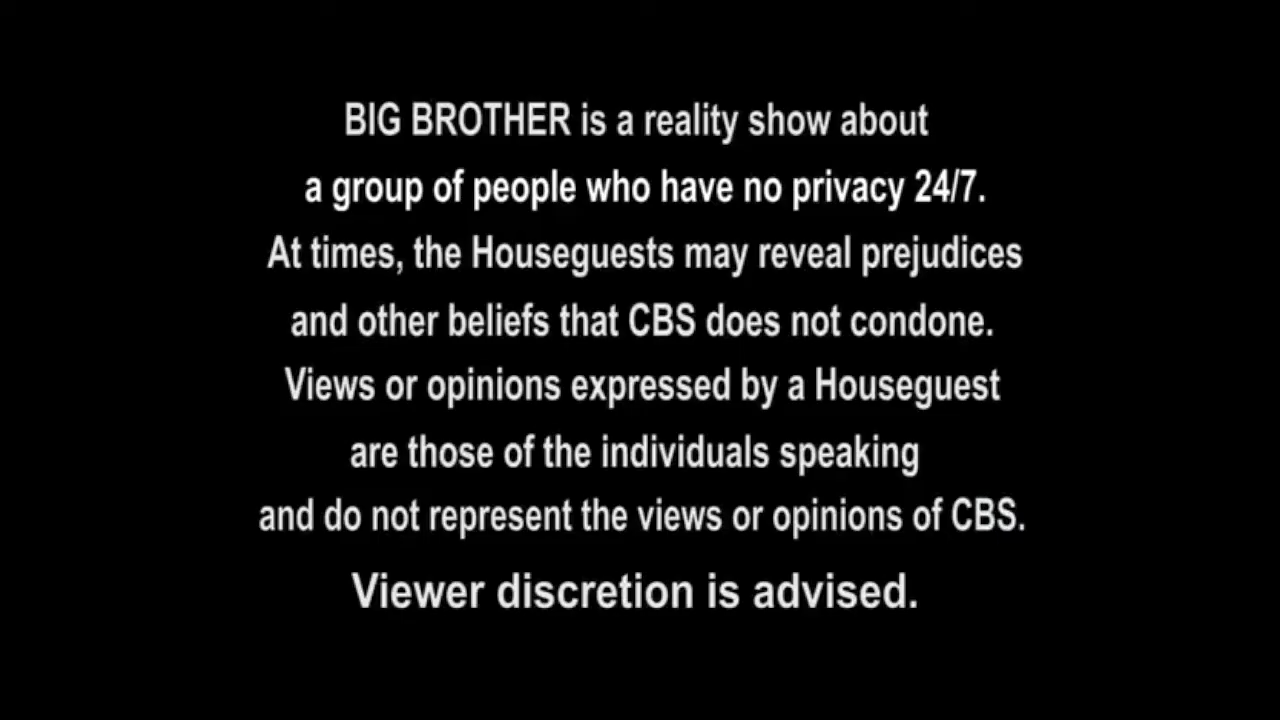 BIG BROTHER is a reality show about
a group of people who have no privacy 24/7.
At times, the Houseguests may reveal prejudices
and other beliefs that CBS does not condone.
Views or opinions expressed by a Houseguest
are those of the individuals speaking
and do not represent the views or opinions of CBS.
Viewer discretion is advised.